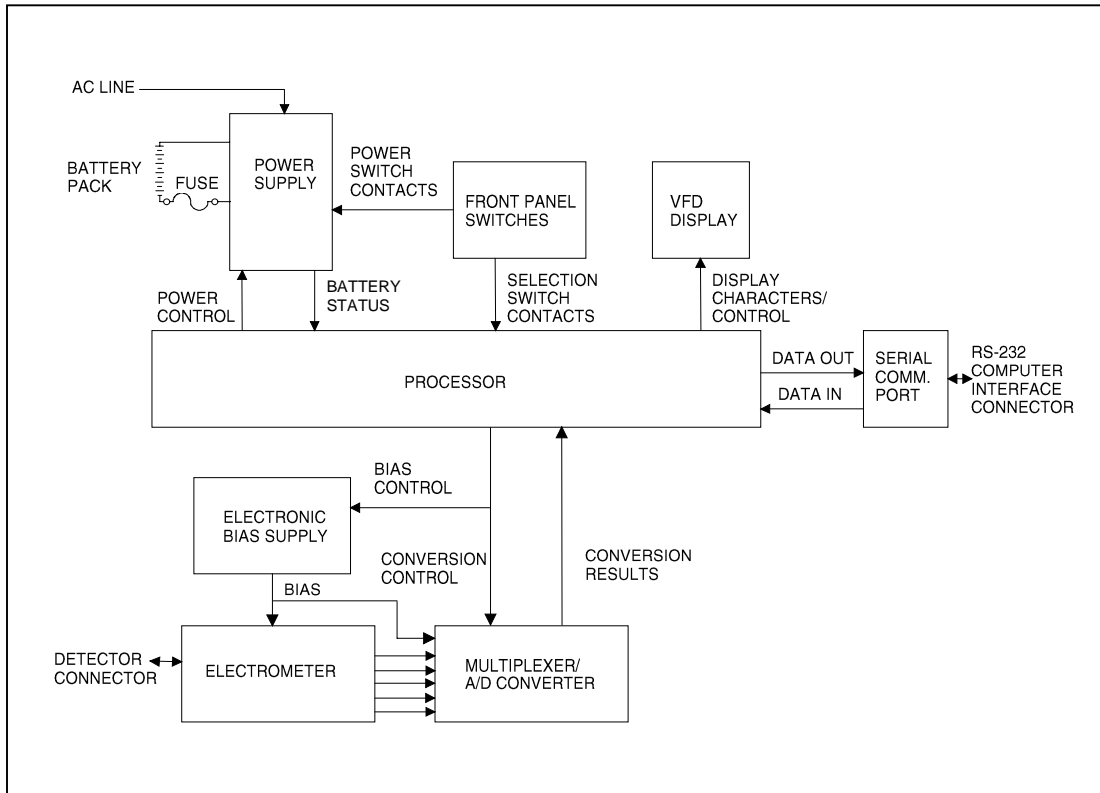 AC LINE
BATTERY
PACK
FUSE
POWER
SUPPLY
POWER
SWITCH
CONTACTS
FRONT PANEL
SWITCHES
VFD
DISPLAY
POWER
CONTROL
BATTERY
STATUS
SELECTION
SWITCH
CONTACTS
DISPLAY
CHARACTERS/
CONTROL
PROCESSOR
DATA OUT
DATA IN
SERIAL
COMM.
PORT
RS-232
COMPUTER
INTERFACE
CONNECTOR
BIAS
CONTROL
ELECTRONIC
BIAS SUPPLY
CONVERSION
CONTROL
CONVERSION
RESULTS
BIAS
DETECTOR
CONNECTOR
ELECTROMETER
MULTIPLEXER/
A/D CONVERTER